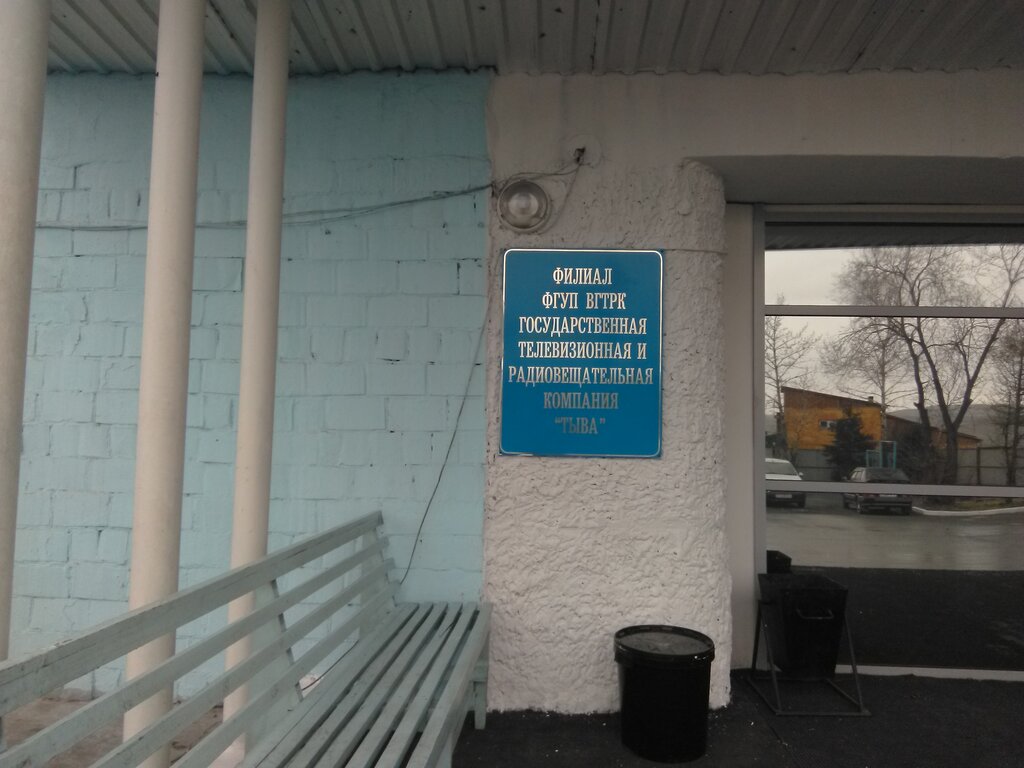 ФИЛИАЛ
ФГУП ВГТРК
ГОСУДАРСТВЕННАЯ
ТЕЛЕВИЗИОННАЯ И
РАДИОВЕЩАТЕЛЬНАЯ
КОМПАНИЯ
"ТЫВА"